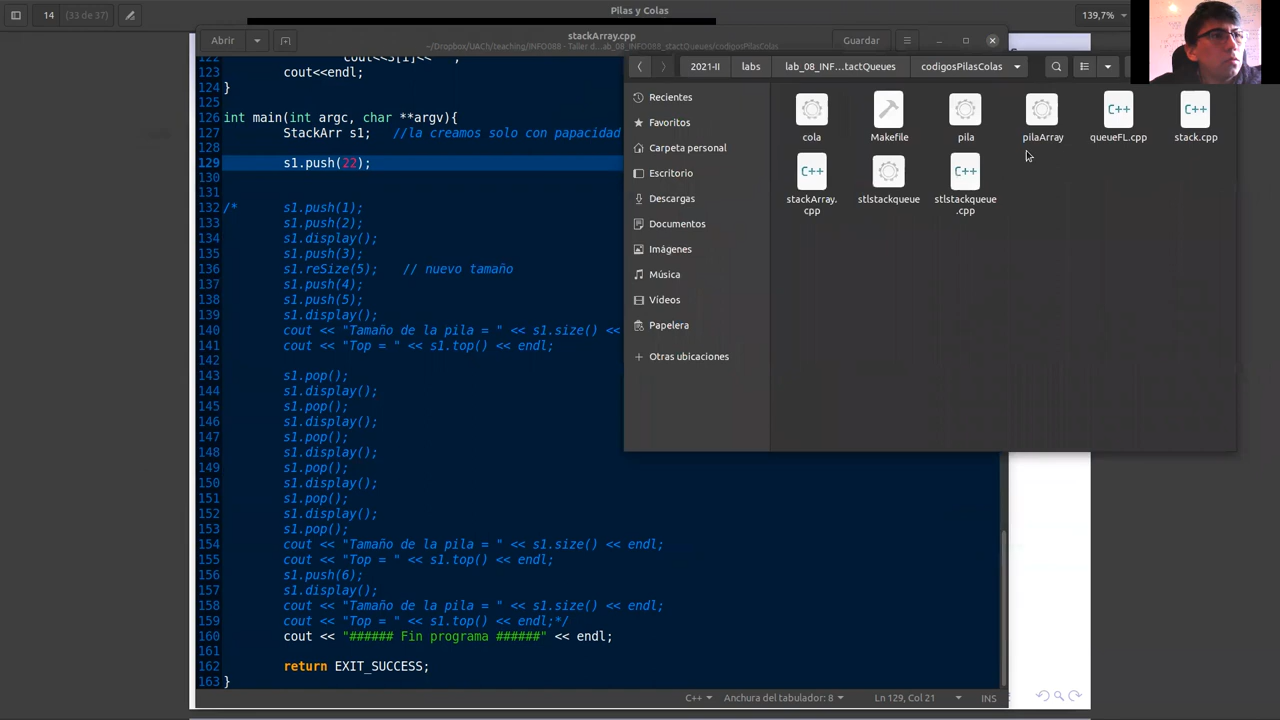 14
(33 de 37)
Pilas y Colas
139,7%
Abrir
stackArray.cpp
~/Dropbox/UACh/teaching/INFO088 - Taller d...ab_08_INF088_stactQueues/codigosPilasColas
Guardar
122
123 cout<<endl;
124 }
125
126 int main(int argc, char **argv){
127 StackArr s1; //la creamos solo con papacidad
128
129 s1.push(22);
130
131
132 /* s1.push(1);
133 s1.push(2);
134 s1.display();
135 s1.push(3);
136 s1.reSize(5); // nuevo tamaño
137 s1.push(4);
138 s1.push(5);
139 s1.display();
140 cout << "Tamaño de la pila = " << s1.size() <<
141 cout << "Top = " << s1.top() << endl;
142
143 s1.pop();
144 s1.display();
145 s1.pop();
146 s1.display();
147 s1.pop();
148 s1.display();
149 s1.pop();
150 s1.display();
151 s1.pop();
152 s1.display();
153 s1.pop();
154 cout << "Tamaño de la pila = " << s1.size() << endl;
155 cout << "Top = " << s1.top() << endl;
156 s1.push(6);
157 s1.display();
158 cout << "Tamaño de la pila = " << s1.size() << endl;
159 cout << "Top = " << s1.top() << endl;*/
160 cout << "###### Fin programa ######" << endl;
161
162 return EXIT_SUCCESS;
163 }
C++
Anchura del tabulador: 8
Ln 129, Col 21
INS
2021-II
labs
lab_08_INF...tactQueues
codigosPilasColas
Recientes
Favoritos
Carpeta personal
Escritorio
Descargas
Documentos
Imágenes
Música
Vídeos
Papelera
Otras ubicaciones
cola
Makefile
pila
pilaArray
C++
queueFL.cpp
C++
stack.cpp
C++
stackArray.
cpp
stlstackqueue
C++
stlstackqueue
.cpp